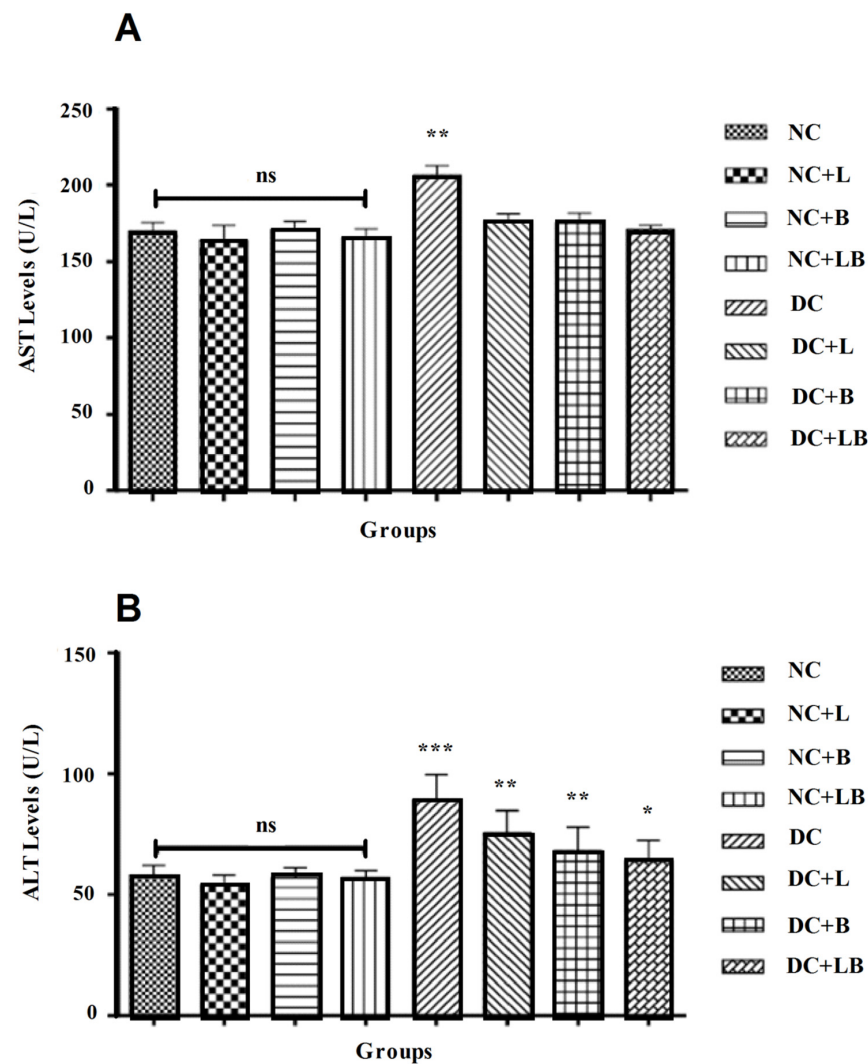 A
250
200
150
100
50
0
AST Levels (U/L)
ns
**
Groups
NC
NC+L
NC+B
NC+LB
DC
DC+L
DC+B
DC+LB
B
150
100
50
0
ALT Levels (U/L)
ns
***
**
**
*
Groups
NC
NC+L
NC+B
NC+LB
DC
DC+L
DC+B
DC+LB